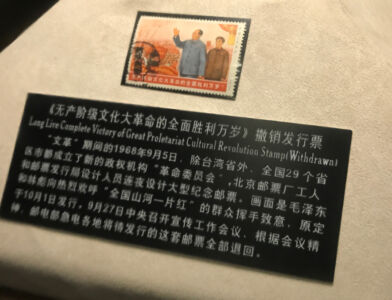 无产阶级文化大革命的全面胜利万岁
《无产阶级文化大革命的全面胜利万岁》撤销发行票
Long Live Complete Victory of Great Proletariat Cultural Revolution Stamp(Withdrawn)
“文革”期间的1968年9月5日，除台湾省外，全国29个省
区市都成立了新的政权机构“革命委员会”，北京邮票厂工人
和邮票发行局设计人员连夜设计大型纪念邮票。画面是毛泽东
和林彪向热烈欢呼“全国山河一片红”的群众挥手致意，原定
于10月1日发行，9月27日中央召开宣传工作会议，根据会议精
神，邮电部急电各地将待发行的这套邮票全部退回。